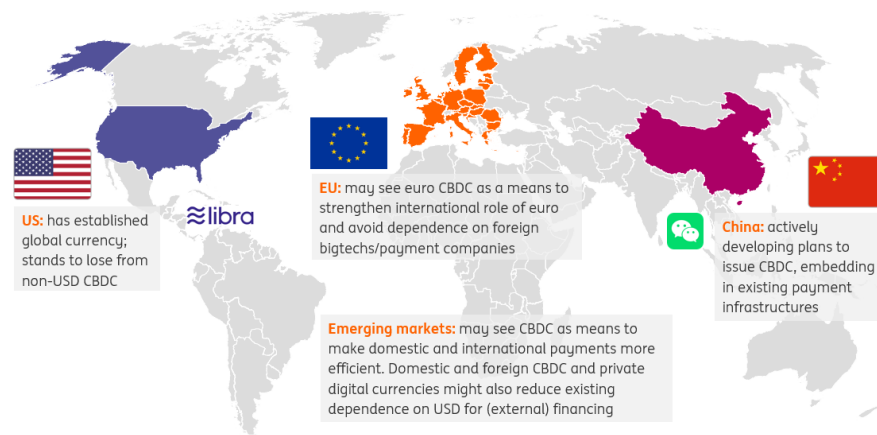 libra
US: has established
global currency;
stands to lose from
non-USD CBDC
EU: may see euro CBDC as a means to
strengthen international role of euro
and avoid dependence on foreign
bigtechs/payment companies
China: actively
developing plans to
issue CBDC, embedding
in existing payment
infrastructures
Emerging markets: may see CBDC as means to
make domestic and international payments more
efficient. Domestic and foreign CBDC and private
digital currencies might also reduce existing
dependence on USD for (external) financing